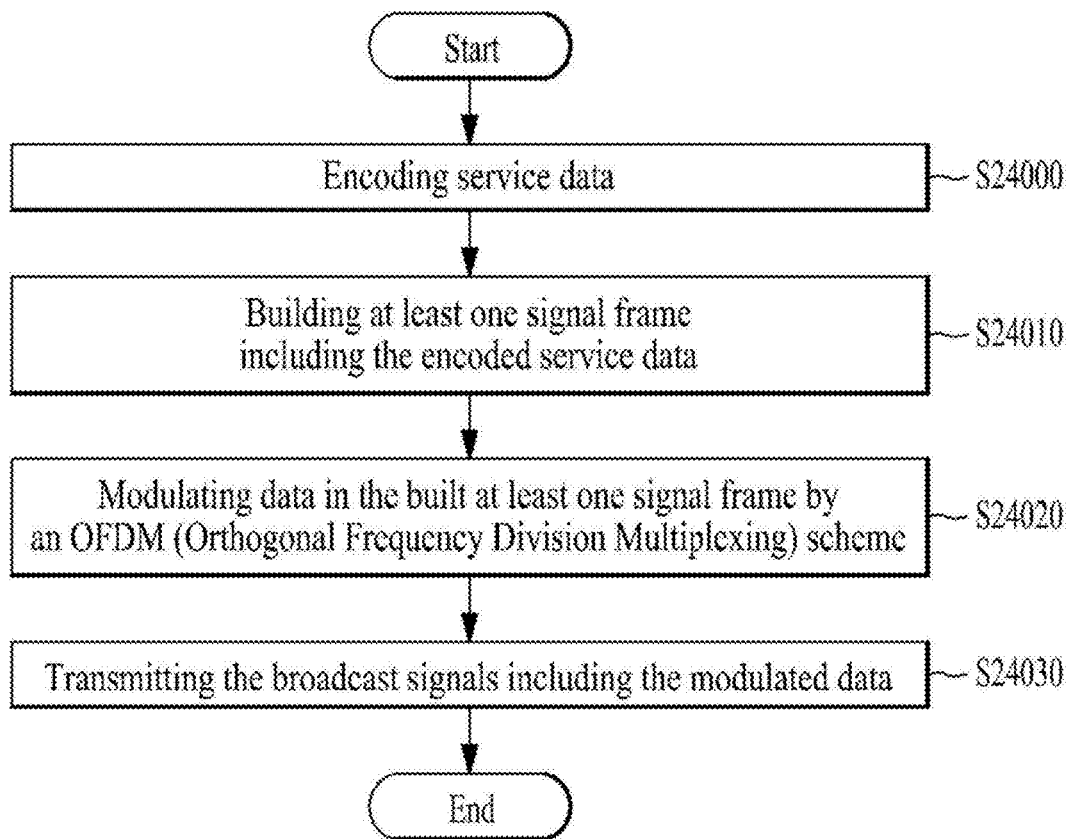 Start
Encoding service data
S24000
Building at least one signal frame
including the encoded service data
S24010
Modulating data in the built at least one signal frame by
an OFDM (Orthogonal Frequency Division Multiplexing) scheme
S24020
Transmitting the broadcast signals including the modulated data
S24030
End